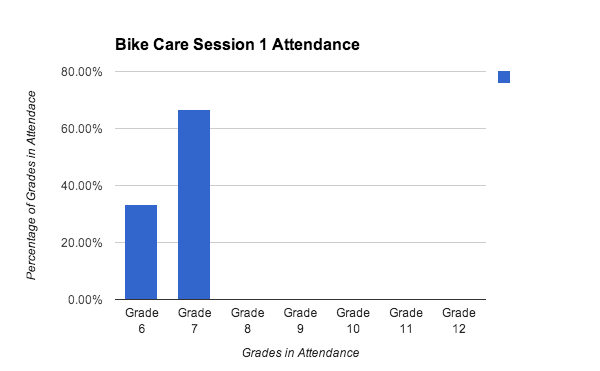 Bike Care Session 1 Attendance
Percentage of Grades in Attendace
80.00%
60.00%
40.00%
20.00%
0.00%
Grade 6
Grade 7
Grade 8
Grade 9
Grade 10
Grade 11
Grade 12
Grades in Attendance